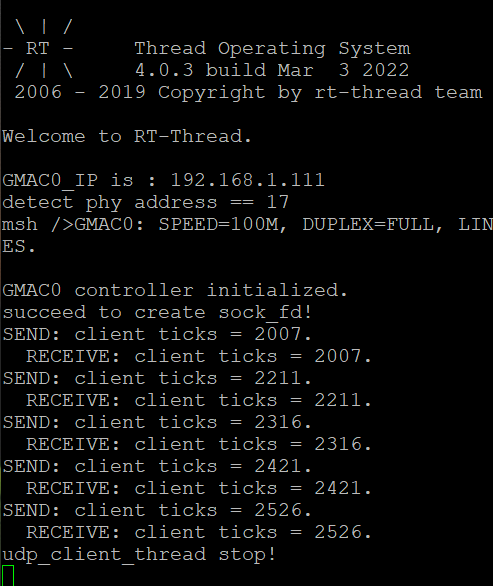 \ | /
- RT -     Thread Operating System
 / | \     4.0.3 build Mar  3 2022
 2006 - 2019 Copyright by rt-thread team
Welcome to RT-Thread.
GMAC0_IP is : 192.168.1.111
detect phy address == 17
msh />GMAC0: SPEED=100M, DUPLEX=FULL, LIN
ES.
GMAC0 controller initialized.
succeed to create sock_fd!
SEND: client ticks = 2007.
  RECEIVE: client ticks = 2007.
SEND: client ticks = 2211.
  RECEIVE: client ticks = 2211.
SEND: client ticks = 2316.
  RECEIVE: client ticks = 2316.
SEND: client ticks = 2421.
  RECEIVE: client ticks = 2421.
SEND: client ticks = 2526.
  RECEIVE: client ticks = 2526.
udp_client_thread stop!